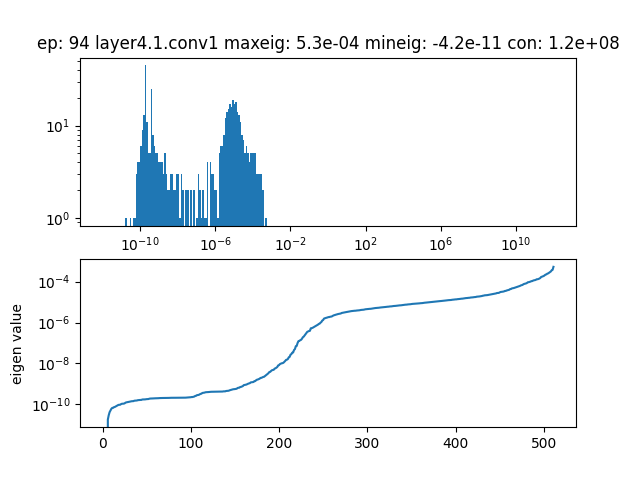 ep: 94 layer4.1.conv1 maxeig: 5.3e-04 mineig: -4.2e-11 con: 1.2e+08
10¹
10⁰
10⁻¹⁰ 10⁻⁶ 10⁻² 10² 10⁶ 10¹⁰
10⁻⁴
10⁻⁶
10⁻⁸
10⁻¹⁰
eigen value
0 100 200 300 400 500